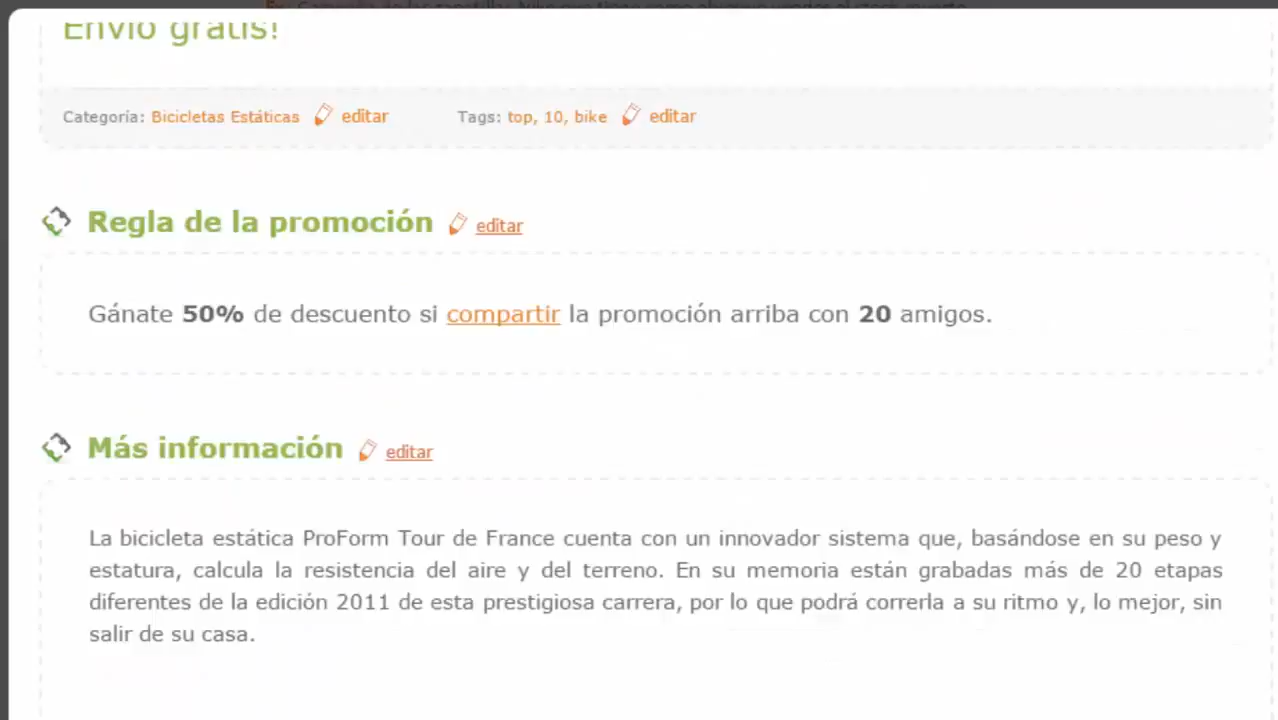 Envío gratis!
Categoría: Bicicletas Estáticas editar Tags: top, 10, bike editar
Regla de la promoción editar
Gánate 50% de descuento si compartir la promoción arriba con 20 amigos.
Más información editar
La bicicleta estática ProForm Tour de France cuenta con un innovador sistema que, basándose en su peso y
estatura, calcula la resistencia del aire y del terreno. En su memoria están grabadas más de 20 etapas
diferentes de la edición 2011 de esta prestigiosa carrera, por lo que podrá correrla a su ritmo y, lo mejor, sin
salir de su casa.